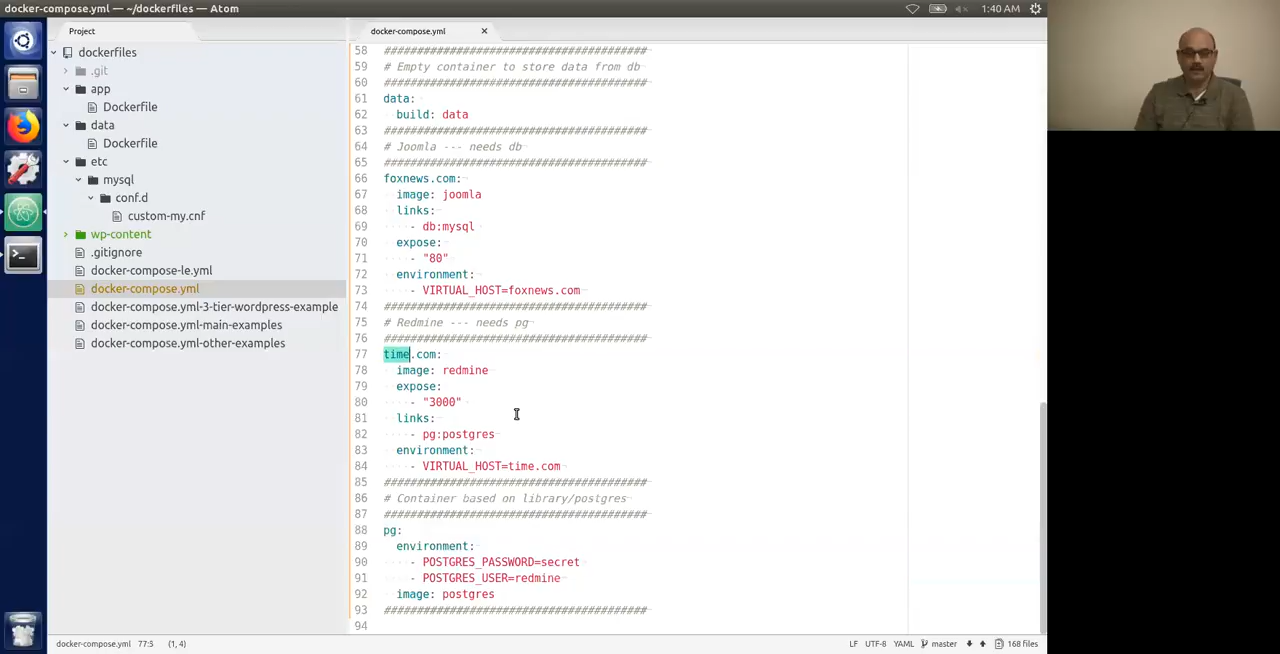 docker-compose.yml — ~/dockerfiles — Atom
1:40 AM
Project
dockerfiles
.git
app
Dockerfile
data
Dockerfile
etc
mysql
conf.d
custom-my.cnf
wp-content
.gitignore
docker-compose-le.yml
docker-compose.yml
docker-compose.yml-3-tier-wordpress-example
docker-compose.yml-main-examples
docker-compose.yml-other-examples
docker-compose.yml
58 ########################################
59 # Empty container to store data from db
60 ########################################
61 data:
62 build: data
63 ########################################
64 # Joomla --- needs db
65 ########################################
66 foxnews.com:
67 image: joomla
68 links:
69 - db:mysql
70 expose:
71 - "80"
72 environment:
73 - VIRTUAL_HOST=foxnews.com
74 ########################################
75 # Redmine --- needs pg
76 ########################################
77 time.com:
78 image: redmine
79 expose:
80 - "3000"
81 links:
82 - pg:postgres
83 environment:
84 - VIRTUAL_HOST=time.com
85 ########################################
86 # Container based on library/postgres
87 ########################################
88 pg:
89 environment:
90 - POSTGRES_PASSWORD=secret
91 - POSTGRES_USER=redmine
92 image: postgres
93 ########################################
94
docker-compose.yml 77:5 (1, 4)
LF UTF-8 YAML master 168 files